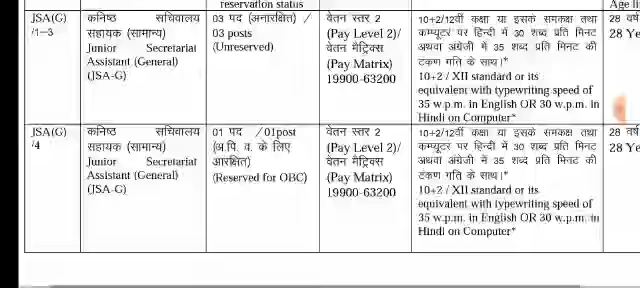 reservation status
Age li
JSA(G)
/1–3
कनिष्ठ सचिवालय
सहायक (सामान्य)
Junior Secretariat
Assistant (General)
(JSA-G)
03 पद (अनारक्षित) /
03 posts
(Unreserved)
वेतन स्तर 2
(Pay Level 2)/
वेतन मैट्रिक्स
(Pay Matrix)
19900-63200
10+2/12वीं कक्षा या इसके समकक्ष तथा
कम्प्यूटर पर हिन्दी में 30 शब्द प्रति मिनट
अथवा अंग्रेजी में 35 शब्द प्रति मिनट की
टंकण गति के साथ।*
10+2 / XII standard or its
equivalent with typewriting speed of
35 w.p.m. in English OR 30 w.p.m. in
Hindi on Computer*
28 वर्ष
28 Ye
JSA(G)
/4
कनिष्ठ सचिवालय
सहायक (सामान्य)
Junior Secretariat
Assistant (General)
(JSA-G)
01 पद /01post
(अ.पि. व. के लिए
आरक्षित)
(Reserved for OBC)
वेतन स्तर 2
(Pay Level 2)/
वेतन मैट्रिक्स
(Pay Matrix)
19900-63200
10+2/12वीं कक्षा या इसके समकक्ष तथा
कम्प्यूटर पर हिन्दी में 30 शब्द प्रति मिनट
अथवा अंग्रेजी में 35 शब्द प्रति मिनट की
टंकण गति के साथ।*
10+2 / XII standard or its
equivalent with typewriting speed of
35 w.p.m. in English OR 30 w.p.m. in
Hindi on Computer*
28 वर्ष
28 Ye